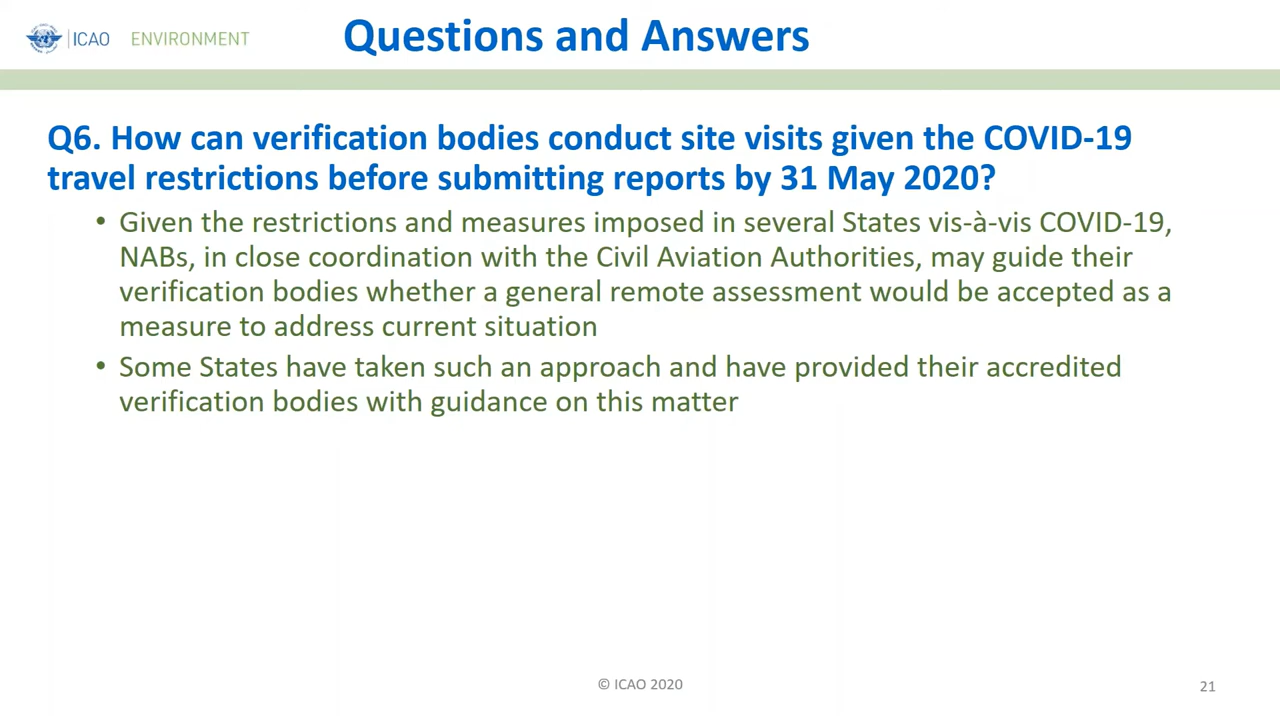 ICAO ENVIRONMENT
Questions and Answers
Q6. How can verification bodies conduct site visits given the COVID-19
travel restrictions before submitting reports by 31 May 2020?
• Given the restrictions and measures imposed in several States vis-à-vis COVID-19,
NABs, in close coordination with the Civil Aviation Authorities, may guide their
verification bodies whether a general remote assessment would be accepted as a
measure to address current situation
• Some States have taken such an approach and have provided their accredited
verification bodies with guidance on this matter
© ICAO 2020
21